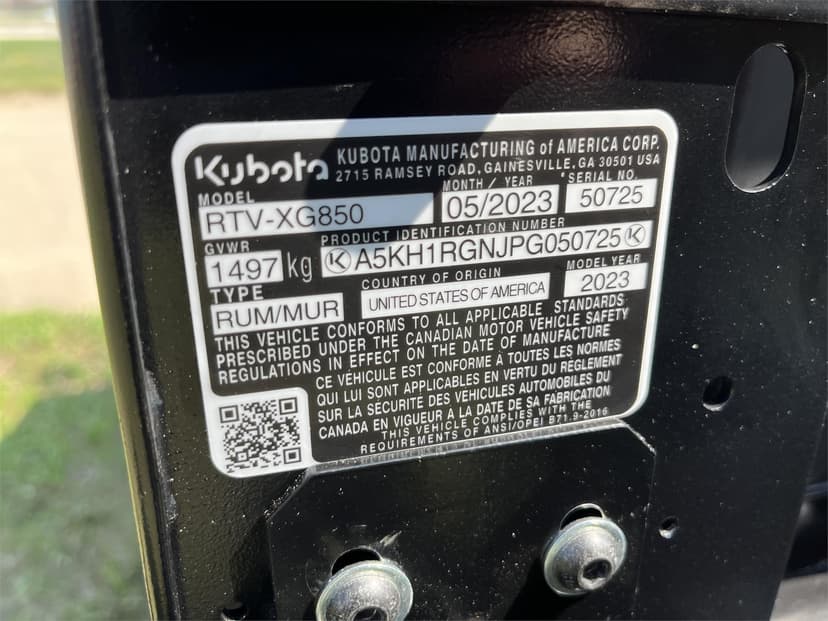 Kubota KUBOTA MANUFACTURING of AMERICA CORP.
2715 RAMSEY ROAD, GAINESVILLE, GA 30501 USA
MODEL MONTH / YEAR *SERIAL NO.
RTV-XG850 05/2023 50725
GVWR PRODUCT IDENTIFICATION NUMBER
1497 kg K A5KH1RGNJPG050725 K
TYPE COUNTRY OF ORIGIN MODEL YEAR
RUM/MUR UNITED STATES OF AMERICA 2023
THIS VEHICLE CONFORMS TO ALL APPLICABLE STANDARDS
PRESCRIBED UNDER THE CANADIAN MOTOR VEHICLE SAFETY
REGULATIONS IN EFFECT ON THE DATE OF MANUFACTURE
CE VÉHICULE EST CONFORME À TOUTES LES NORMES
QUI LUI SONT APPLICABLES EN VERTU DU RÈGLEMENT
SUR LA SÉCURITÉ DES VÉHICULES AUTOMOBILES DU
CANADA EN VIGUEUR A LA DATE DE SA FABRICATION
THIS VEHICLE COMPLIES WITH THE
REQUIREMENTS OF ANSI/OPEI B71.9-2016